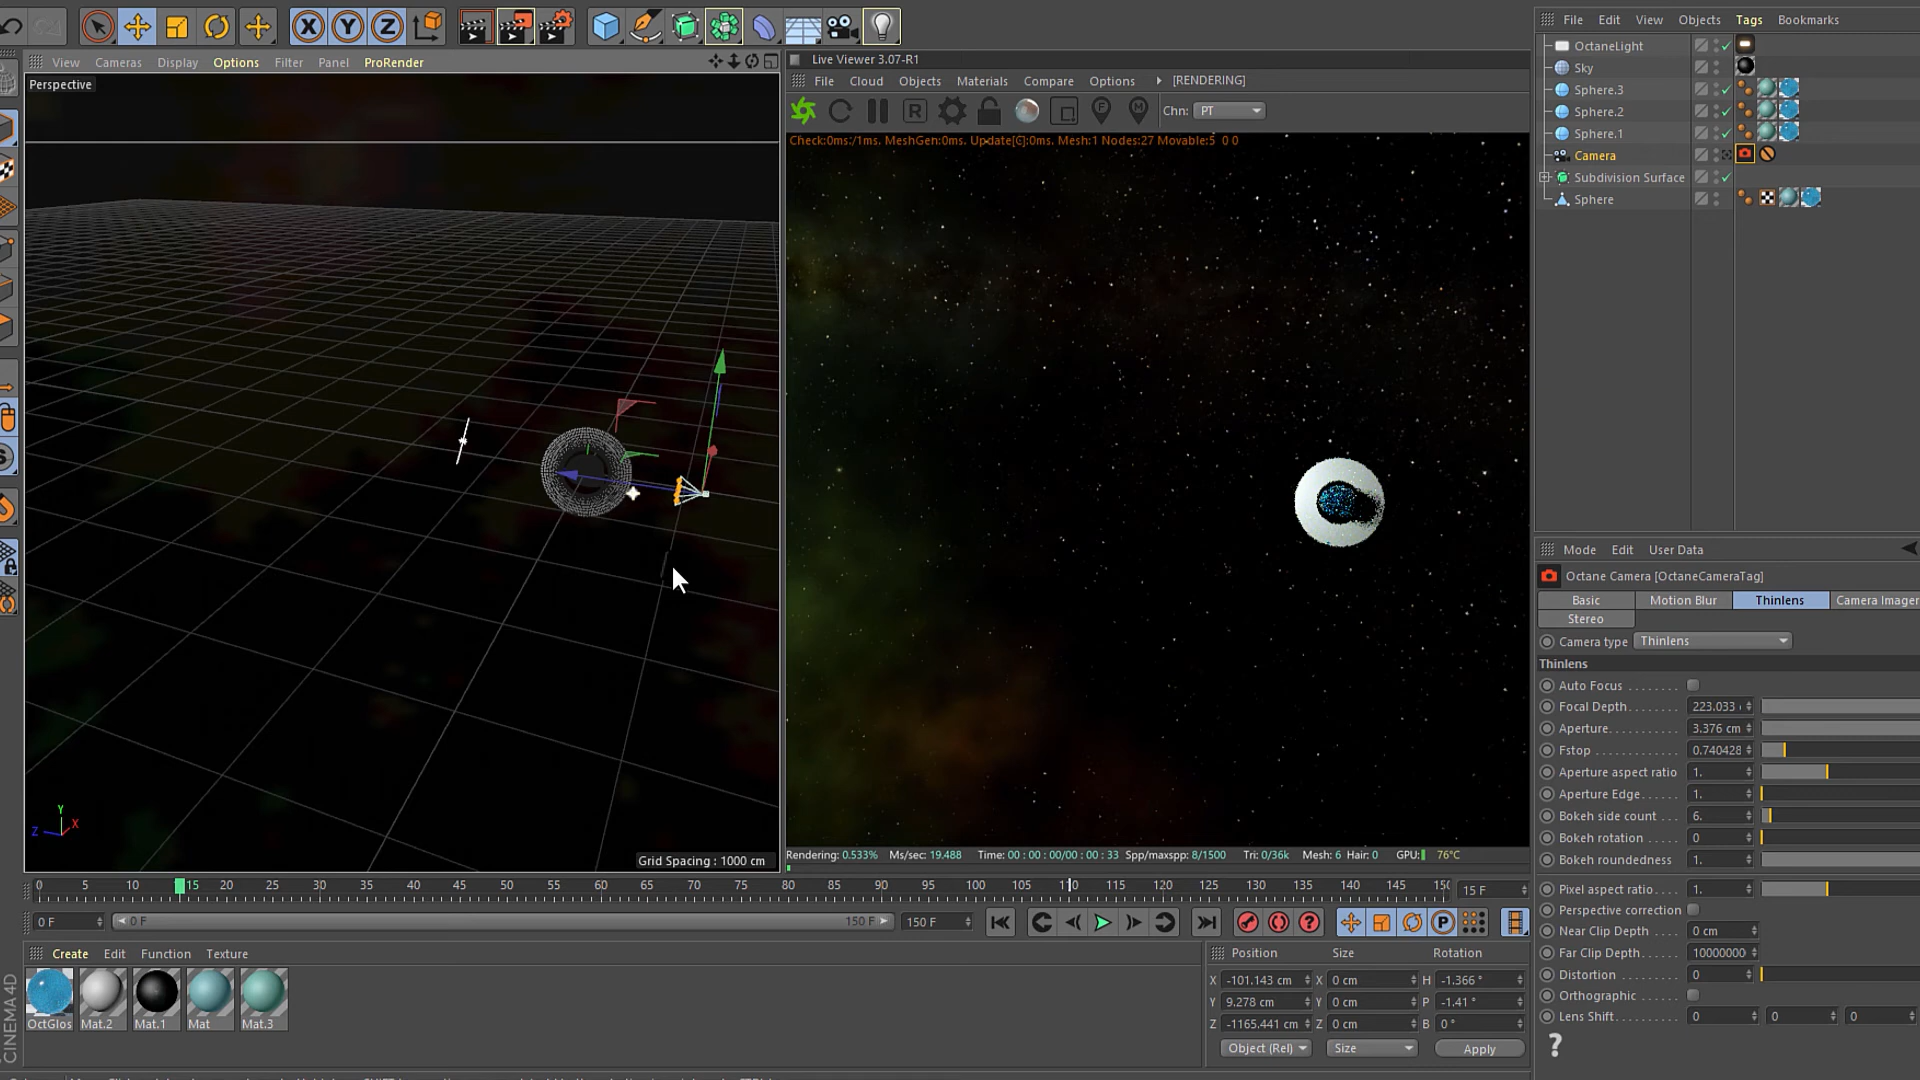 X Y Z
View Cameras Display Options Filter Panel ProRender
Perspective
Grid Spacing : 1000 cm
Y
Z X
Live Viewer 3.07-R1
File Cloud Objects Materials Compare Options [RENDERING]
R F M Chn: PT
Check:0ms:/1ms. MeshGen:0ms. Update[C]:0ms. Mesh:1 Nodes:27 Movable:5 0 0
Rendering: 0.533% Ms/sec: 19.488 Time: 00 : 00 : 00/00 : 00 : 33 Spp/maxspp: 8/1500 Tri: 0/36k Mesh: 6 Hair: 0 GPU: 76°C
File Edit View Objects Tags Bookmarks
OctaneLight
Sky
Sphere.3
Sphere.2
Sphere.1
Camera
Subdivision Surface
Sphere
Mode Edit User Data
Octane Camera [OctaneCameraTag]
Basic Motion Blur Thinlens Camera Imager
Stereo
Camera type Thinlens
Thinlens
Auto Focus
Focal Depth 223.033
Aperture 3.376 cm
Fstop 0.740428
Aperture aspect ratio 1.
Aperture Edge 1.
Bokeh side count 6.
Bokeh rotation 0
Bokeh roundedness 1.
Pixel aspect ratio 1.
Perspective correction
Near Clip Depth 0 cm
Far Clip Depth 10000000
Distortion 0
Orthographic
Lens Shift 0 0 0
?
0 5 10 15 20 25 30 35 40 45 50 55 60 65 70 75 80 85 90 95 100 105 110 115 120 125 130 135 140 145 150 15 F
0 F 0 F 150 F 150 F P
Create Edit Function Texture
OctGlos Mat.2 Mat.1 Mat Mat.3
CINEMA 4D
Position Size Rotation
X -101.143 cm X 0 cm H -1.366 °
Y 9.278 cm Y 0 cm P -1.41 °
Z -1165.441 cm Z 0 cm B 0 °
Object (Rel) Size Apply